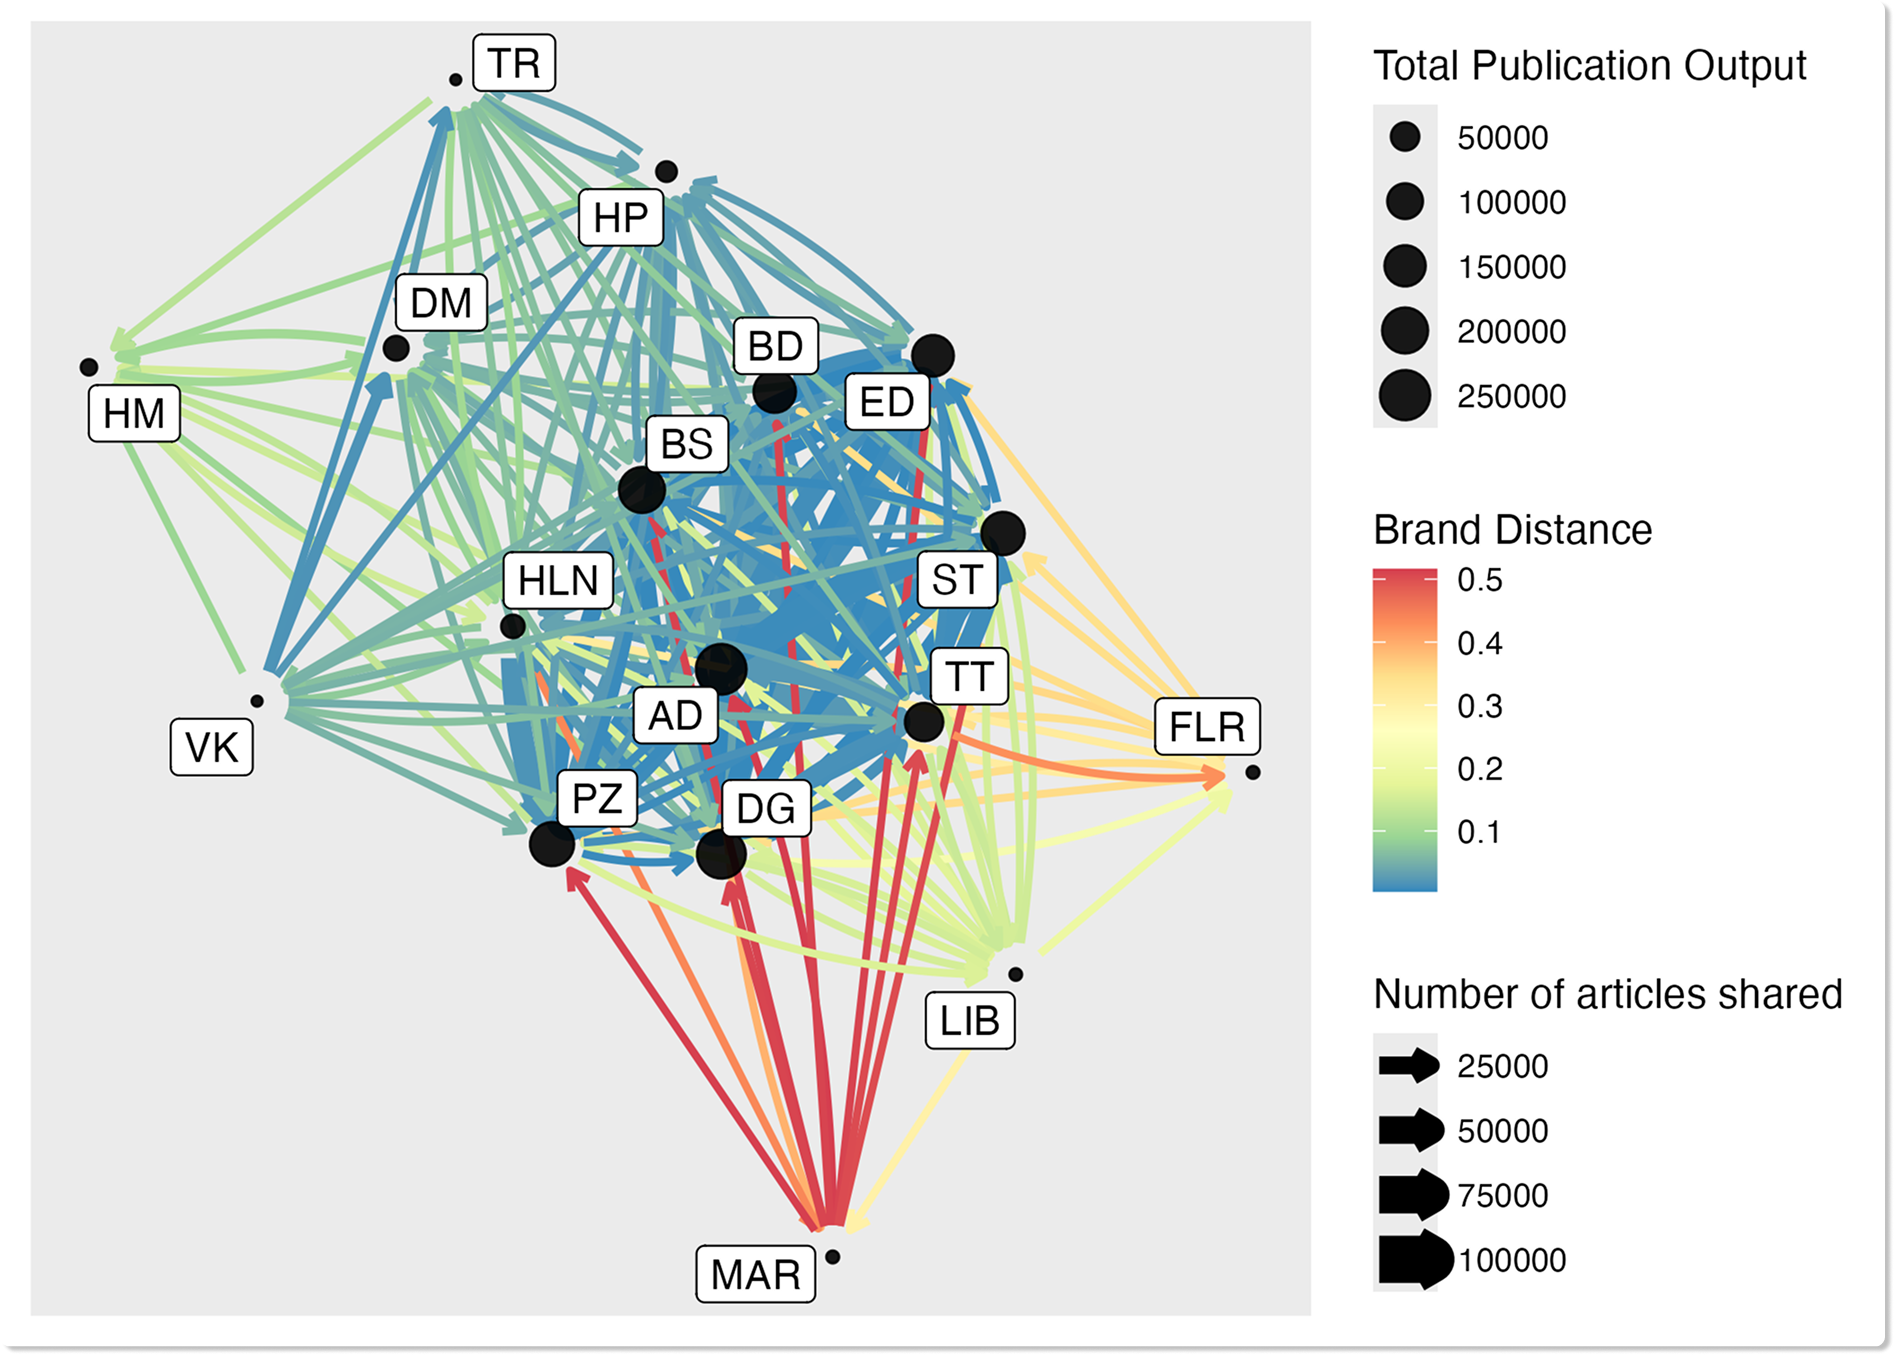 TR
HP
DM
BD
ED
HM
BS
HLN
ST
TT
AD
FLR
VK
PZ
DG
LIB
MAR
Total Publication Output
50000
100000
150000
200000
250000
Brand Distance
0.5
0.4
0.3
0.2
0.1
Number of articles shared
25000
50000
75000
100000